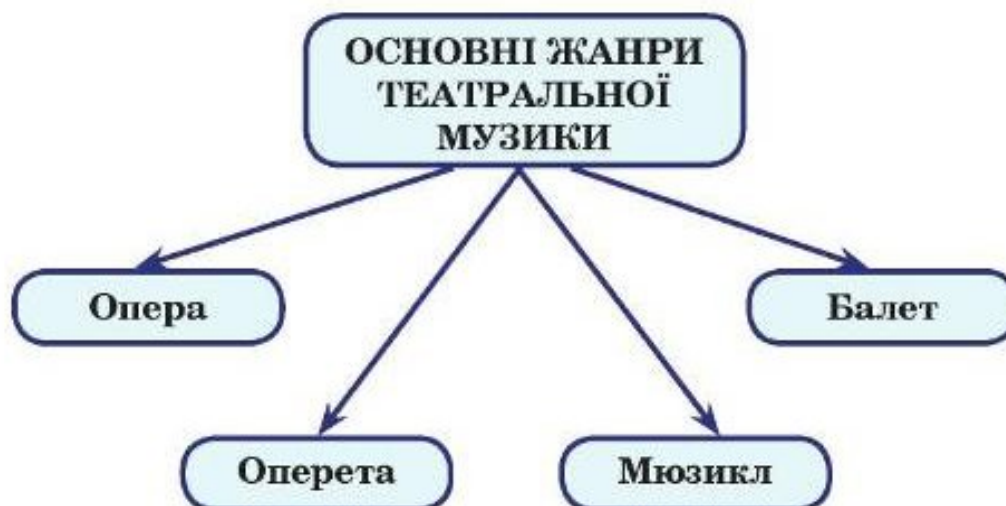 ОСНОВНІ ЖАНРИ
ТЕАТРАЛЬНОЇ
МУЗИКИ
Опера
Балет
Оперета
Мюзикл